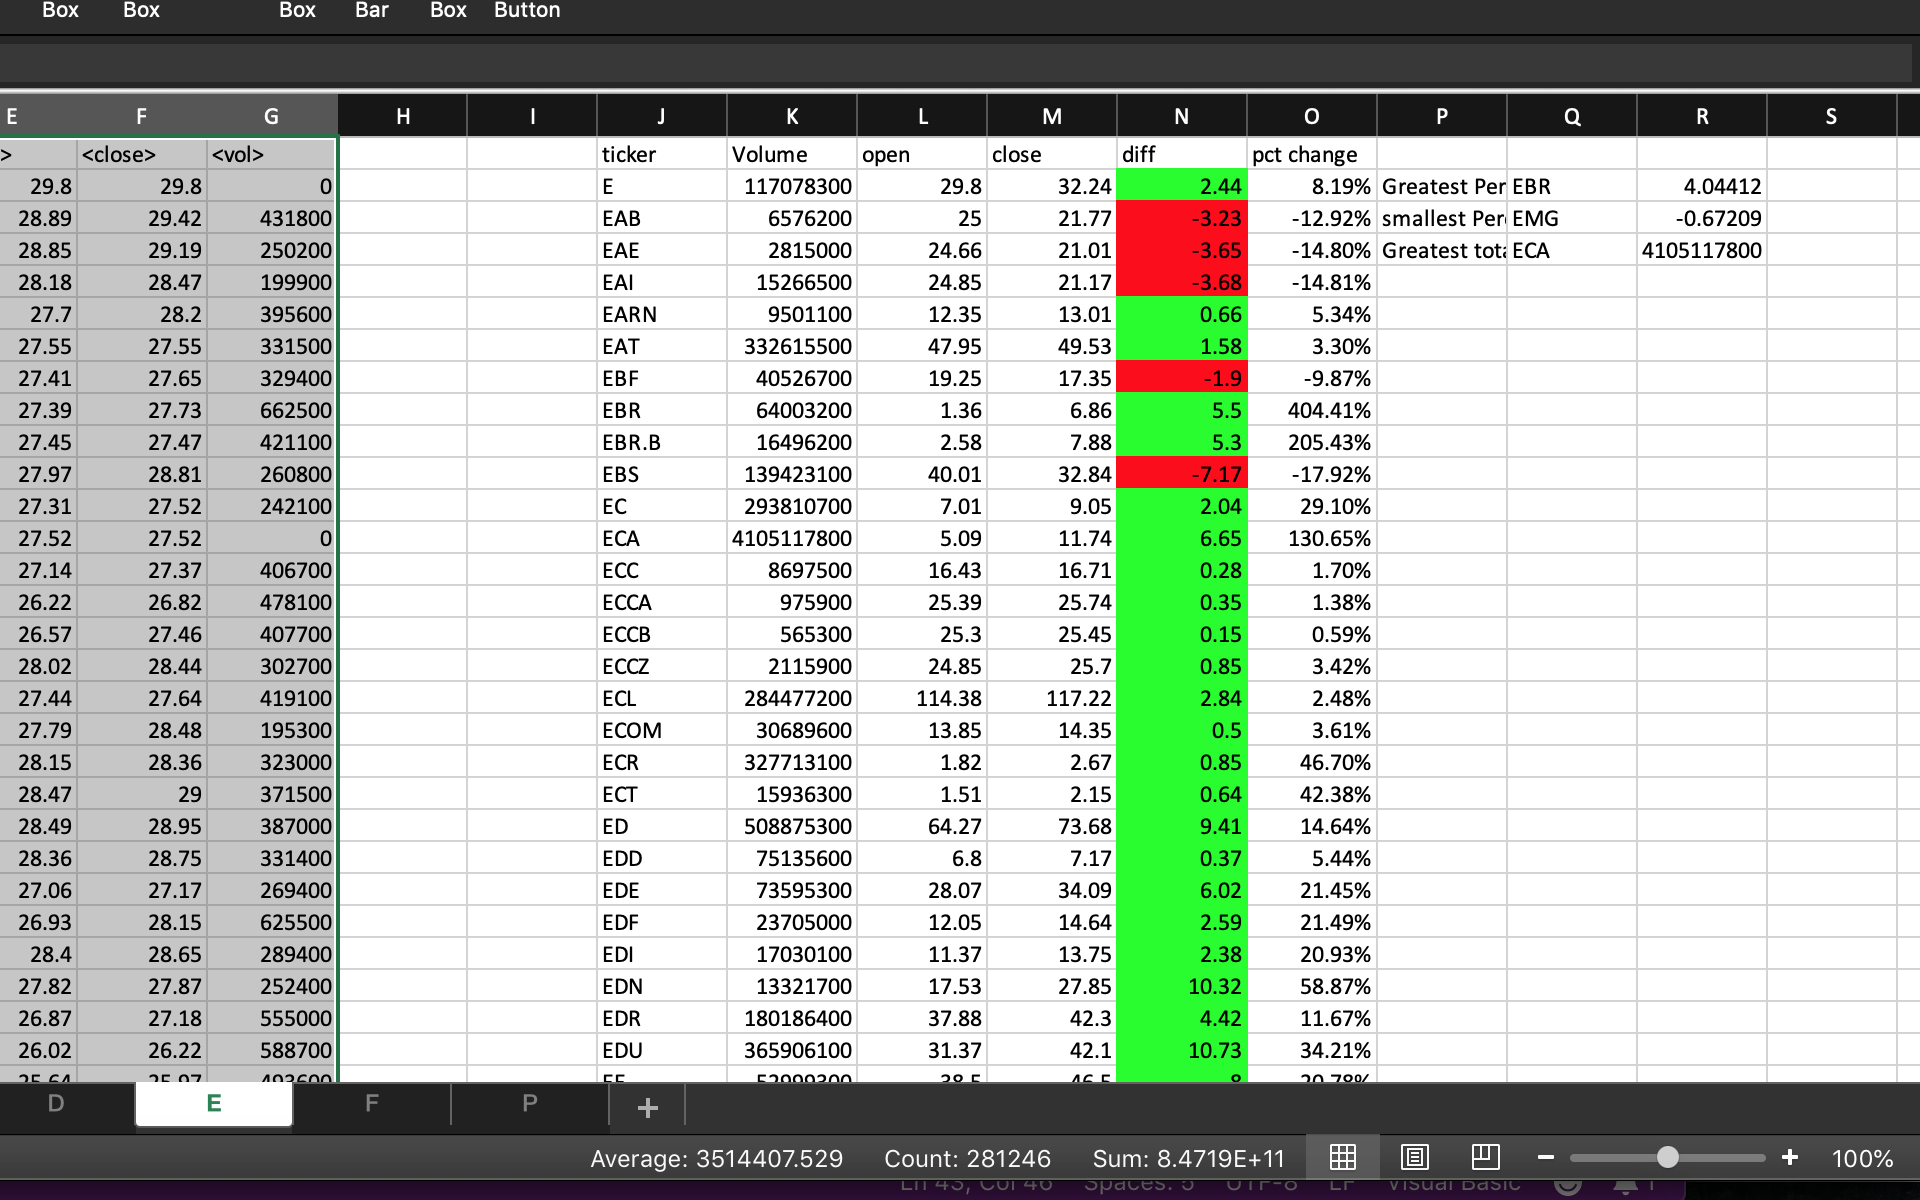 Box Box Box Bar Box Button
E F G H I J K L M N O P Q R S
> <close> <vol> ticker Volume open close diff pct change
29.8 29.8 0 E 117078300 29.8 32.24 2.44 8.19% Greatest Per EBR 4.04412
28.89 29.42 431800 EAB 6576200 25 21.77 -3.23 -12.92% smallest Per EMG -0.67209
28.85 29.19 250200 EAE 2815000 24.66 21.01 -3.65 -14.80% Greatest tota ECA 4105117800
28.18 28.47 199900 EAI 15266500 24.85 21.17 -3.68 -14.81%
27.7 28.2 395600 EARN 9501100 12.35 13.01 0.66 5.34%
27.55 27.55 331500 EAT 332615500 47.95 49.53 1.58 3.30%
27.41 27.65 329400 EBF 40526700 19.25 17.35 -1.9 -9.87%
27.39 27.73 662500 EBR 64003200 1.36 6.86 5.5 404.41%
27.45 27.47 421100 EBR.B 16496200 2.58 7.88 5.3 205.43%
27.97 28.81 260800 EBS 139423100 40.01 32.84 -7.17 -17.92%
27.31 27.52 242100 EC 293810700 7.01 9.05 2.04 29.10%
27.52 27.52 0 ECA 4105117800 5.09 11.74 6.65 130.65%
27.14 27.37 406700 ECC 8697500 16.43 16.71 0.28 1.70%
26.22 26.82 478100 ECCA 975900 25.39 25.74 0.35 1.38%
26.57 27.46 407700 ECCB 565300 25.3 25.45 0.15 0.59%
28.02 28.44 302700 ECCZ 2115900 24.85 25.7 0.85 3.42%
27.44 27.64 419100 ECL 284477200 114.38 117.22 2.84 2.48%
27.79 28.48 195300 ECOM 30689600 13.85 14.35 0.5 3.61%
28.15 28.36 323000 ECR 327713100 1.82 2.67 0.85 46.70%
28.47 29 371500 ECT 15936300 1.51 2.15 0.64 42.38%
28.49 28.95 387000 ED 508875300 64.27 73.68 9.41 14.64%
28.36 28.75 331400 EDD 75135600 6.8 7.17 0.37 5.44%
27.06 27.17 269400 EDE 73595300 28.07 34.09 6.02 21.45%
26.93 28.15 625500 EDF 23705000 12.05 14.64 2.59 21.49%
28.4 28.65 289400 EDI 17030100 11.37 13.75 2.38 20.93%
27.82 27.87 252400 EDN 13321700 17.53 27.85 10.32 58.87%
26.87 27.18 555000 EDR 180186400 37.88 42.3 4.42 11.67%
26.02 26.22 588700 EDU 365906100 31.37 42.1 10.73 34.21%
D E F P +
Average: 3514407.529 Count: 281246 Sum: 8.4719E+11 − + 100%
Ln 43, Col 46 Spaces: 5 UTF-8 LF Visual Basic